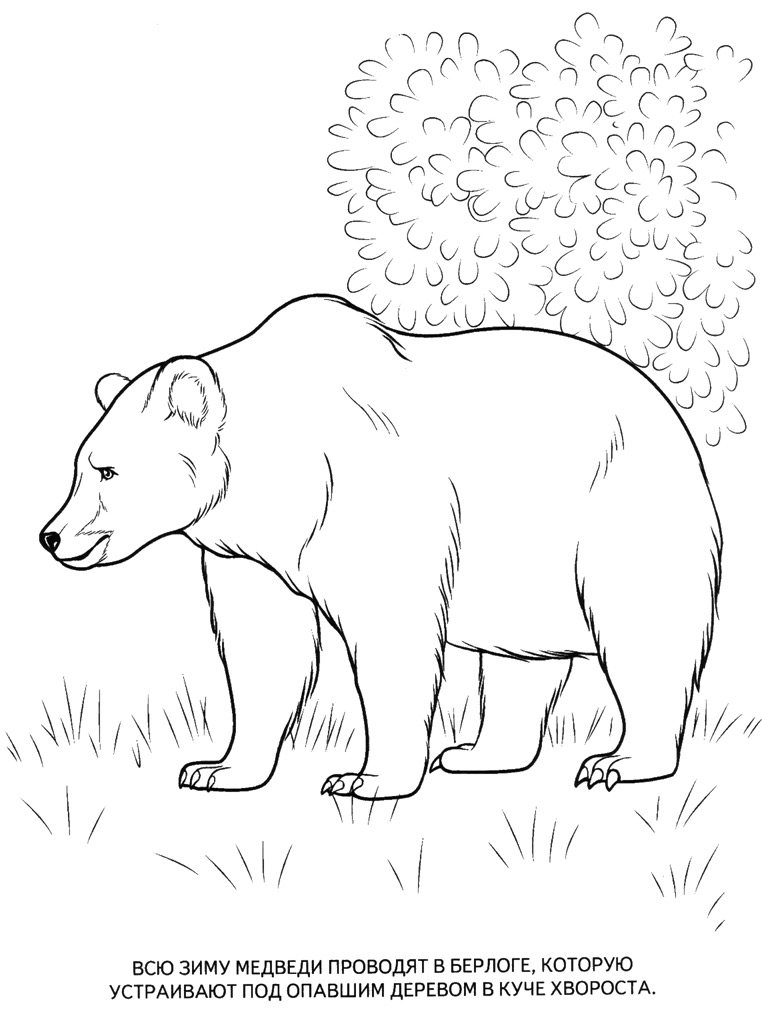 ВСЮ ЗИМУ МЕДВЕДИ ПРОВОДЯТ В БЕРЛОГЕ, КОТОРУЮ
УСТРАИВАЮТ ПОД ОПАВШИМ ДЕРЕВОМ В КУЧЕ ХВОРОСТА.